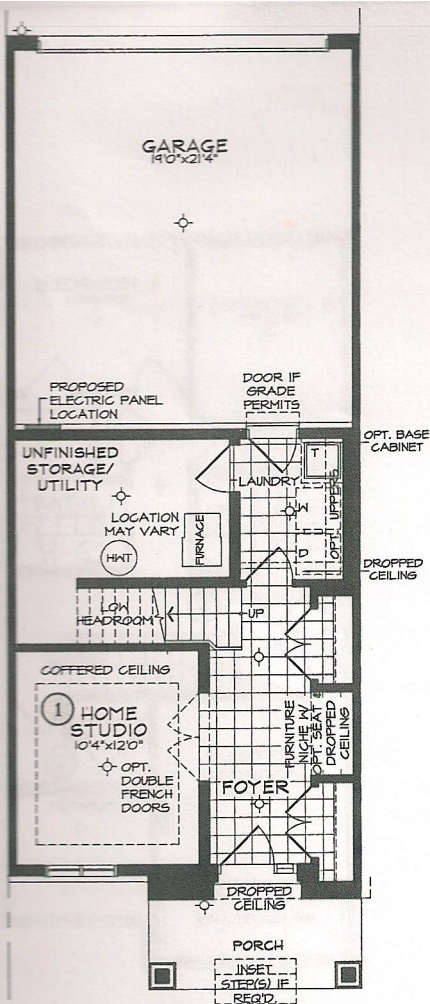 GARAGE
19'0"x21'4"
PROPOSED
ELECTRIC PANEL
LOCATION
DOOR IF
GRADE
PERMITS
OPT. BASE
CABINET
UNFINISHED
STORAGE/
UTILITY
LAUNDRY
T
OPT. UPPERS
W
D
LOCATION
MAY VARY
FURNACE
HWT
DROPPED
CEILING
LOW
HEADROOM
UP
COFFERED CEILING
1
HOME
STUDIO
10'4"x12'0"
OPT.
DOUBLE
FRENCH
DOORS
FURNITURE
NICHE W/
OPT. SEAT
DROPPED
CEILING
FOYER
DROPPED
CEILING
PORCH
INSET
STEP(S) IF
REQ'D.